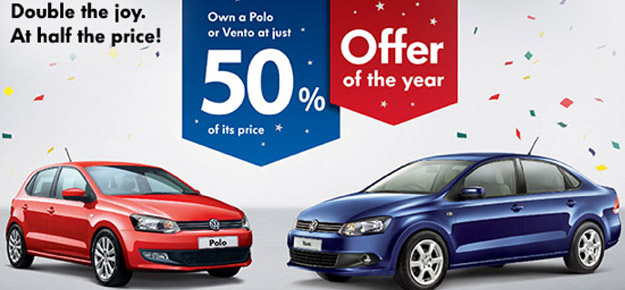 Double the joy.
At half the price!
Own a Polo
or Vento at just
50%
of its price
Offer
of the year
Polo
Vento